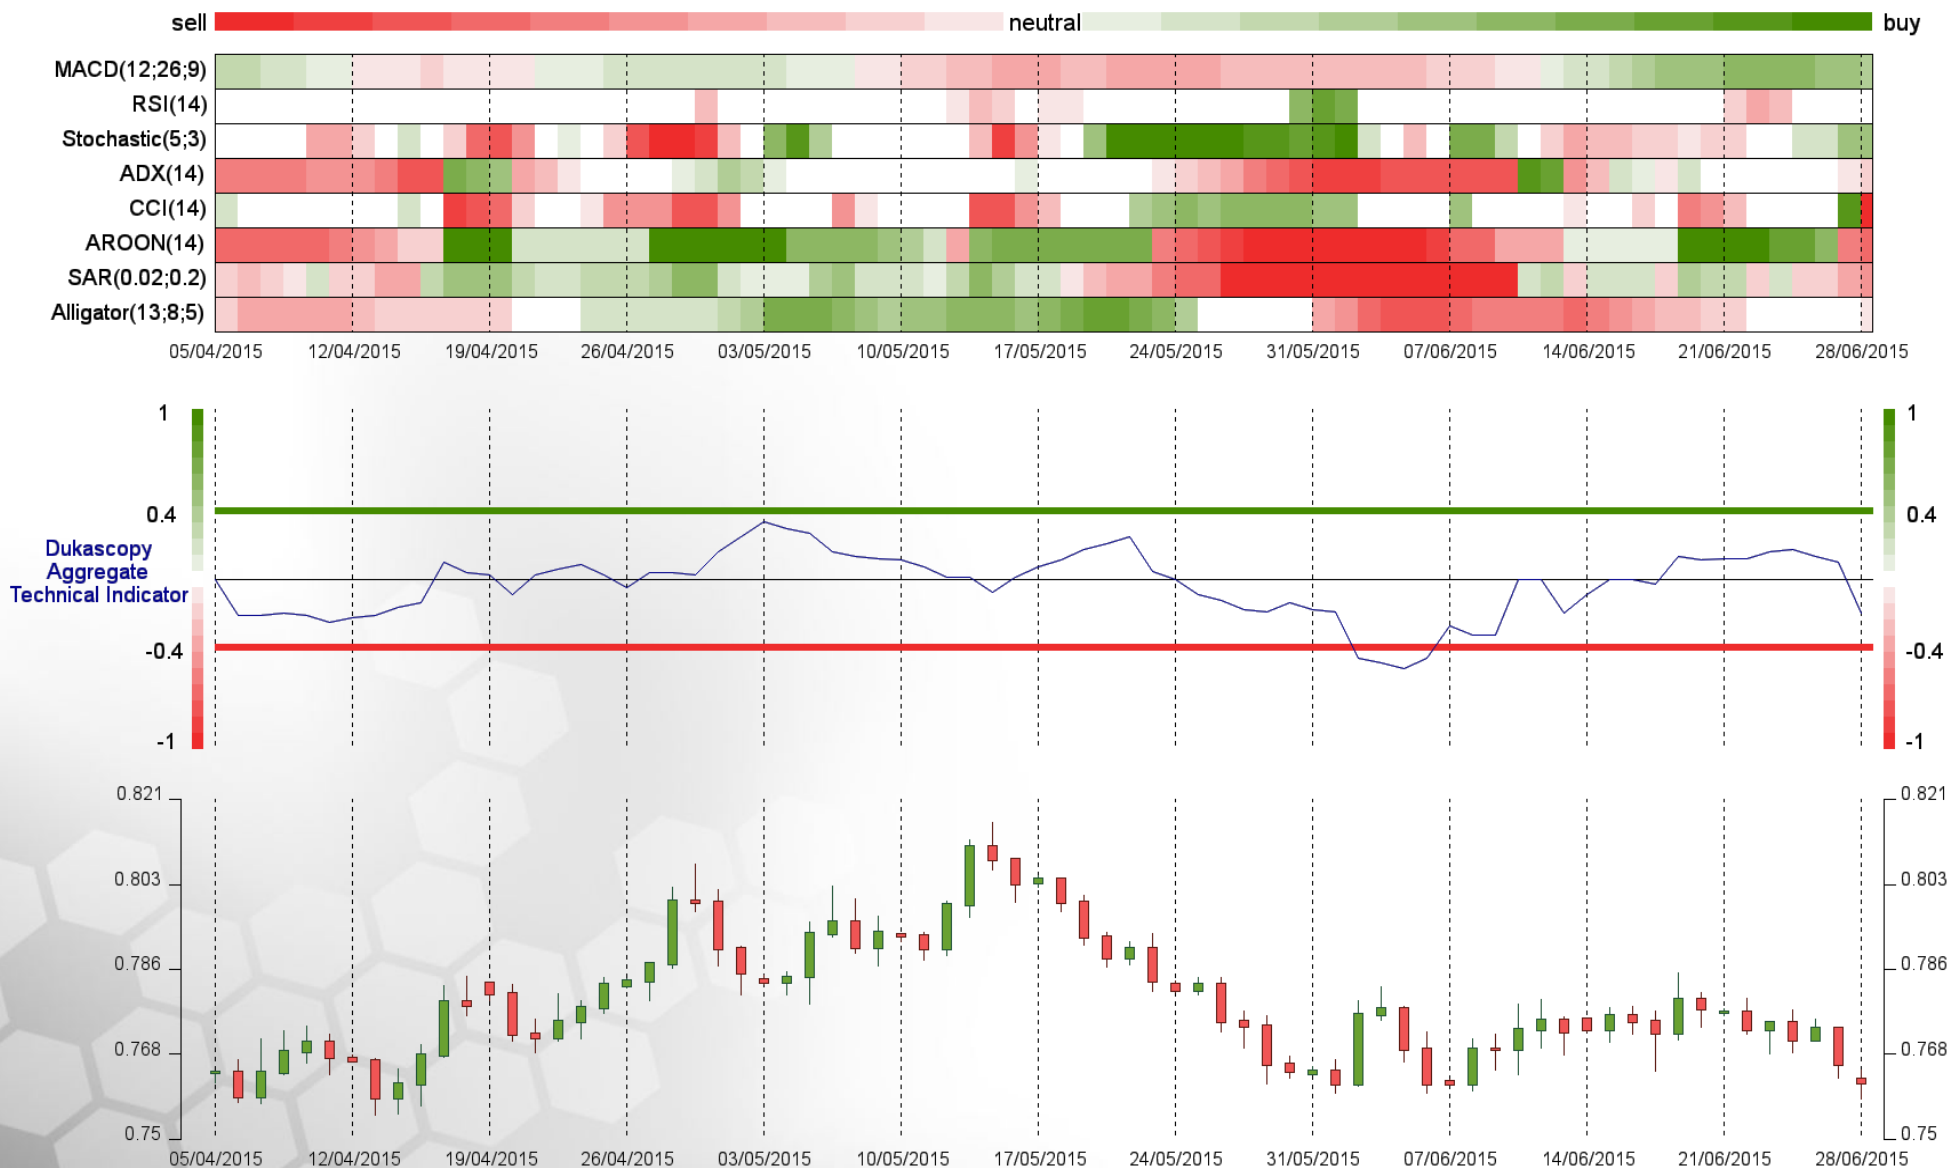 sell neutral buy
MACD(12;26;9)
RSI(14)
Stochastic(5;3)
ADX(14)
CCI(14)
AROON(14)
SAR(0.02;0.2)
Alligator(13;8;5)
05/04/2015 12/04/2015 19/04/2015 26/04/2015 03/05/2015 10/05/2015 17/05/2015 24/05/2015 31/05/2015 07/06/2015 14/06/2015 21/06/2015 28/06/2015
1 1
0.4 0.4
Dukascopy
Aggregate
Technical Indicator
-0.4 -0.4
-1 -1
0.821 0.821
0.803 0.803
0.786 0.786
0.768 0.768
0.75 0.75
05/04/2015 12/04/2015 19/04/2015 26/04/2015 03/05/2015 10/05/2015 17/05/2015 24/05/2015 31/05/2015 07/06/2015 14/06/2015 21/06/2015 28/06/2015